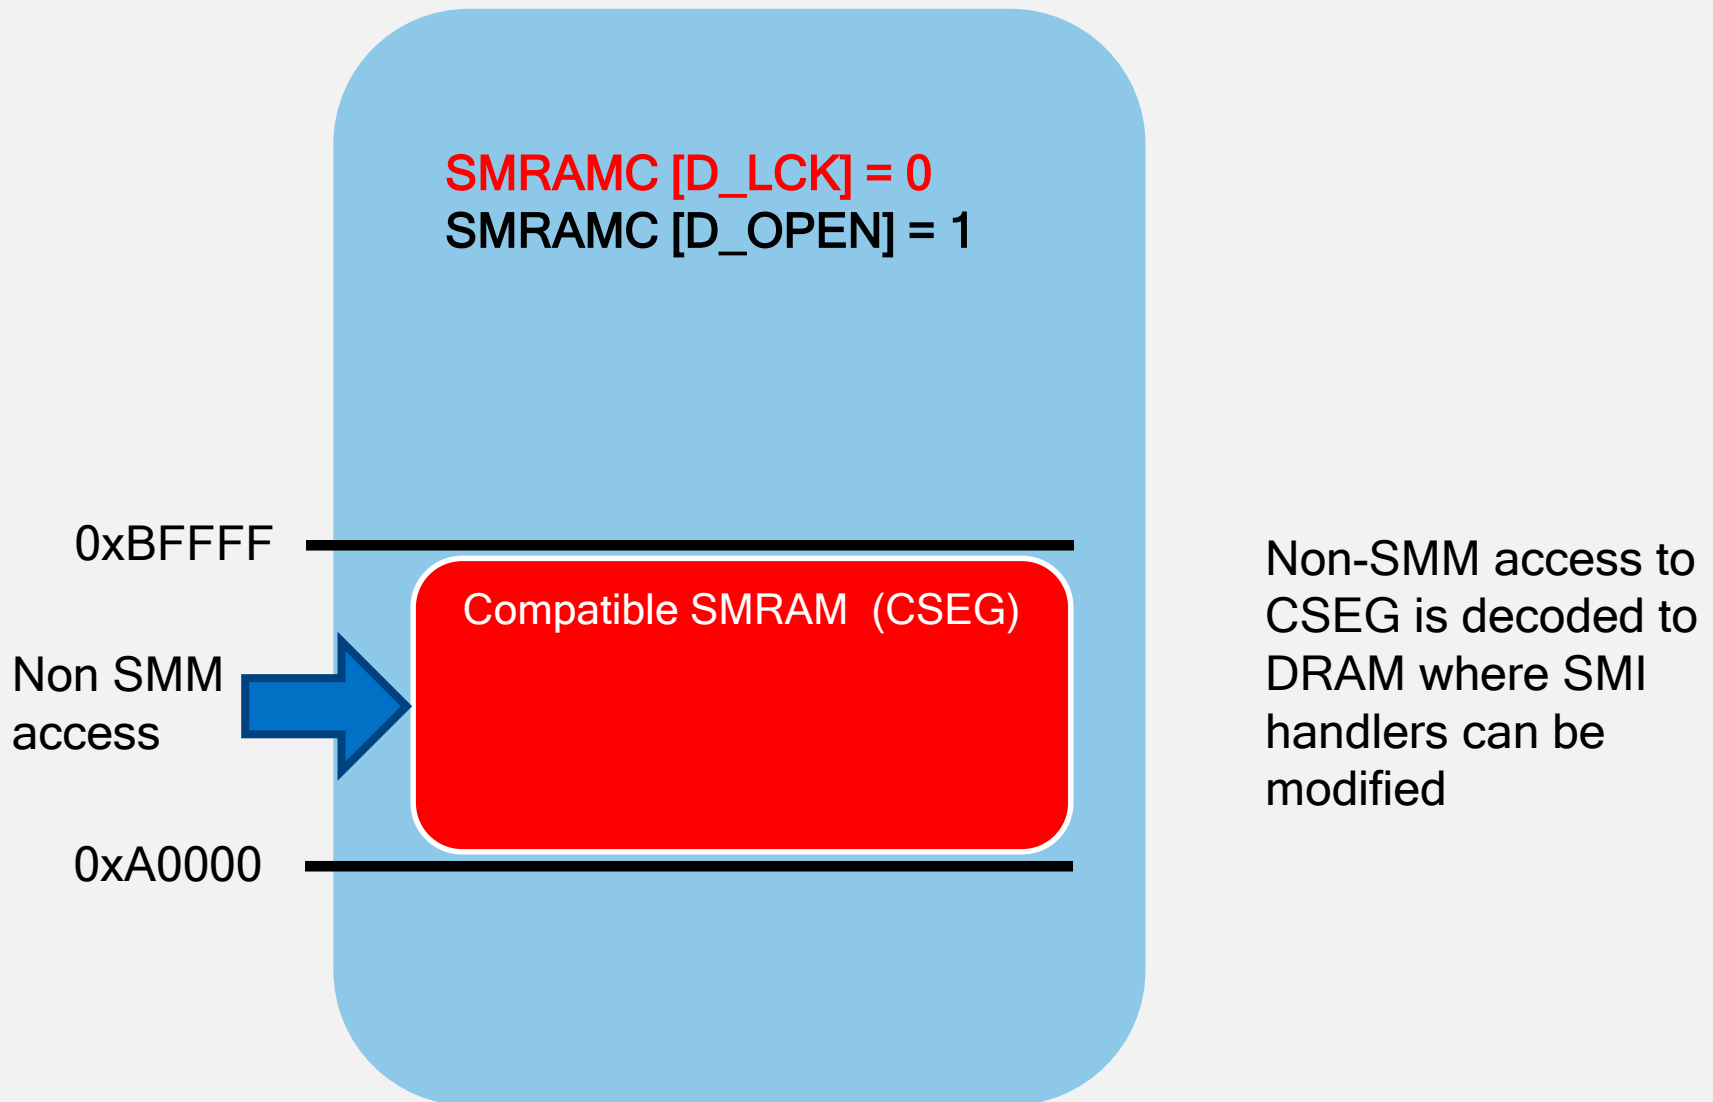 SMRAMC [D_LCK] = 0
SMRAMC [D_OPEN] = 1
0xBFFFF
Compatible SMRAM  (CSEG)
Non SMM
access
0xA0000
Non-SMM access to
CSEG is decoded to
DRAM where SMI
handlers can be
modified